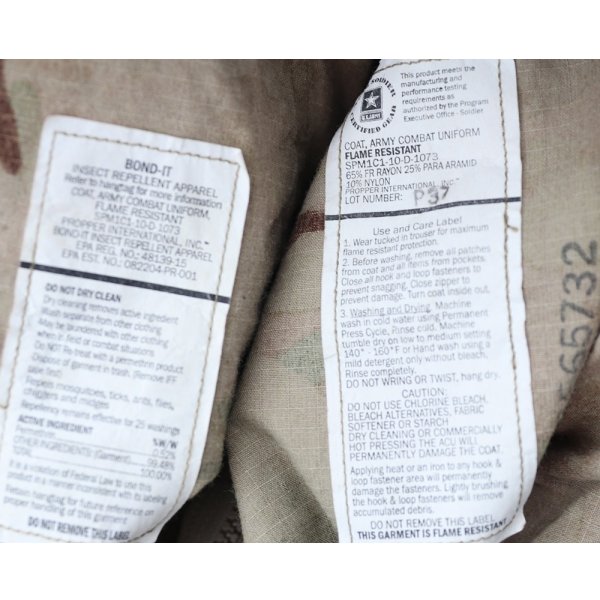 BOND-IT
INSECT REPELLENT APPAREL
Refer to hangtag for more information
COAT, ARMY COMBAT UNIFORM,
FLAME RESISTANT
SPM1C1-10-D-1073
PROPPER INTERNATIONAL, INC.™
BOND-IT INSECT REPELLENT APPAREL
EPA REG. NO.: 48139-15
EPA EST. NO.: 082204-PR-001
DO NOT DRY CLEAN
Dry cleaning removes active ingredient
Wash separate from other clothing
May be laundered with other clothing
when in field or combat situations
Do NOT Re-treat with a permethrin product
Dispose of garment in trash. (Remove IFF
label first)
Repels mosquitoes, ticks, ants, flies,
chiggers and midges
Repellency remains effective for 25 washings
ACTIVE INGREDIENT %W/W
Permethrin 0.52%
OTHER INGREDIENTS (Garment) 99.48%
TOTAL 100.00%
It is a violation of Federal Law to use this
product in a manner inconsistent with its labeling
Retain hangtag for future reference on
proper handling of this garment
DO NOT REMOVE THIS LABEL
SOLDIER
CERTIFIED GEAR
This product meets the
manufacturing and
performance testing
requirements as
authorized by the Program
Executive Office - Soldier
COAT, ARMY COMBAT UNIFORM
FLAME RESISTANT
SPM1C1-10-D-1073
65% FR RAYON 25% PARA ARAMID
10% NYLON
PROPPER INTERNATIONAL, INC.™
LOT NUMBER: P37
Use and Care Label
1. Wear tucked in trouser for maximum
flame resistant protection.
2. Before washing, remove all patches
from coat and all items from pockets.
Close all hook and loop fasteners to
prevent snagging. Close zipper to
prevent damage. Turn coat inside out.
3. Washing and Drying: Machine
wash in cold water using Permanent
Press Cycle, Rinse cold. Machine
tumble dry on low to medium setting
140° - 160°F or Hand wash using a
mild detergent only without bleach.
Rinse completely.
DO NOT WRING OR TWIST, hang dry.
CAUTION:
DO NOT USE CHLORINE BLEACH,
BLEACH ALTERNATIVES, FABRIC
SOFTENER OR STARCH
DRY CLEANING OR COMMERCIALLY
HOT PRESSING THE ACU WILL
PERMANENTLY DAMAGE THE COAT.
Applying heat or an iron to any hook &
loop fastener area will permanently
damage the fasteners. Lightly brushing
the hook & loop fasteners will remove
accumulated debris.
DO NOT REMOVE THIS LABEL
THIS GARMENT IS FLAME RESISTANT
65732